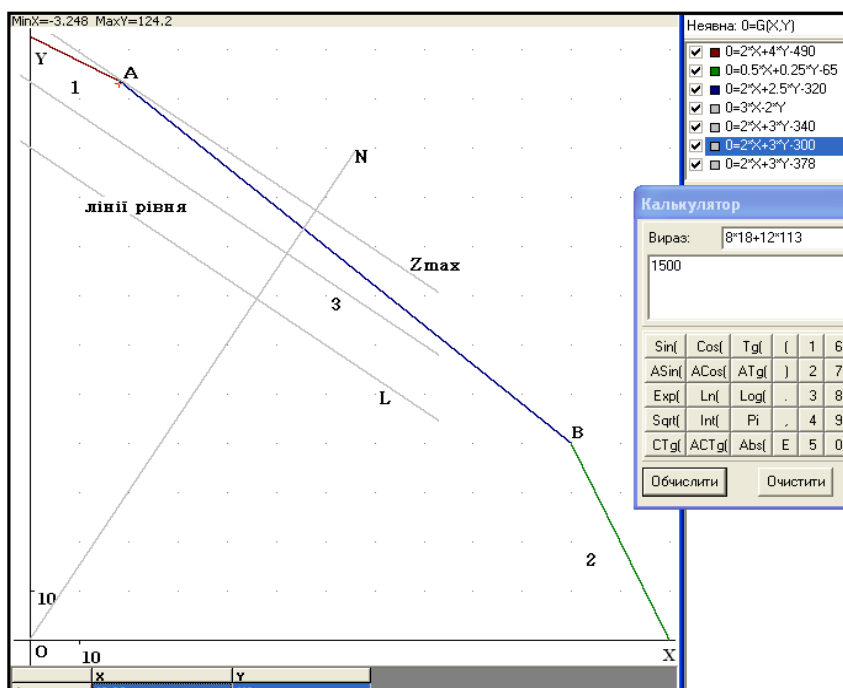 MinX=-3.248 MaxY=124.2
Y
A
1
N
лінії рівня
Zmax
3
L
B
2
10
O
10
X
X Y
Неявна: 0=G(X,Y)
0=2*X+4*Y-490
0=0.5*X+0.25*Y-65
0=2*X+2.5*Y-320
0=3*X-2*Y
0=2*X+3*Y-340
0=2*X+3*Y-300
0=2*X+3*Y-378
Калькулятор
Вираз: 8*18+12*113
1500
Sin( Cos( Tg( ( 1 6
ASin( ACos( ATg( ) 2 7
Exp( Ln( Log( . 3 8
Sqrt( Int( Pi , 4 9
CTg( ACTg( Abs( E 5 0
Обчислити Очистити